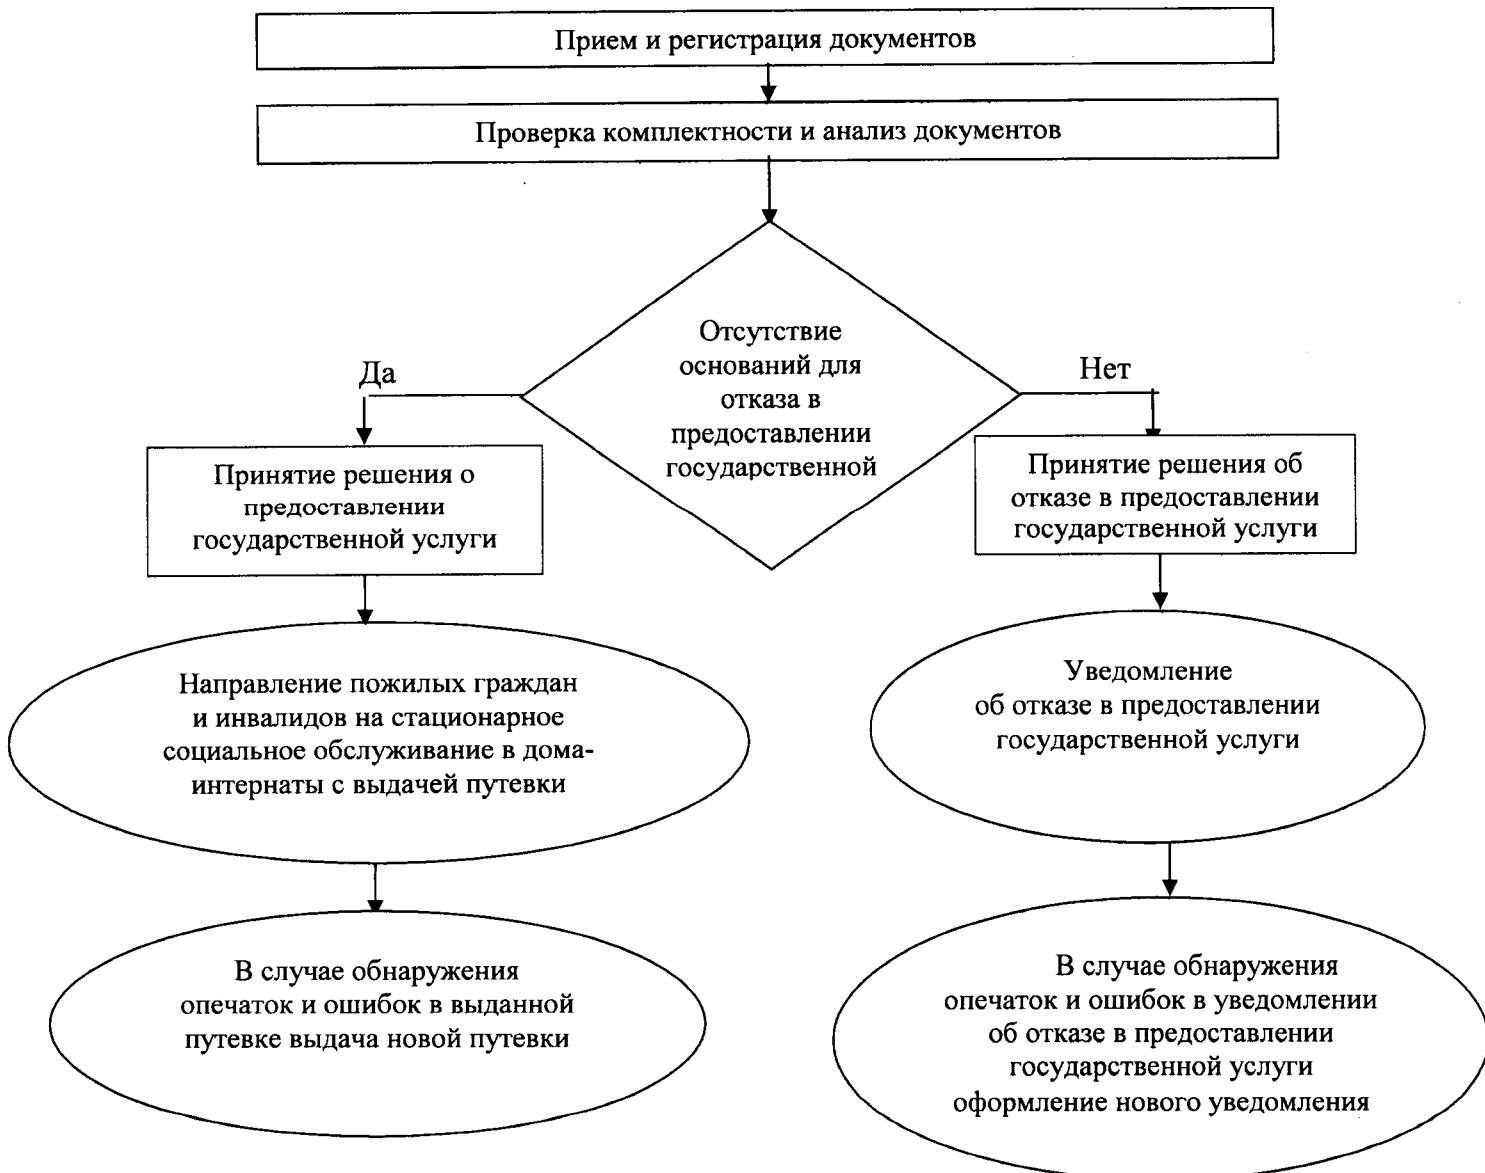 Прием и регистрация документов
Проверка комплектности и анализ документов
Отсутствие
оснований для
отказа в
предоставлении
государственной
Да
Нет
Принятие решения о
предоставлении
государственной услуги
Принятие решения об
отказе в предоставлении
государственной услуги
Направление пожилых граждан
и инвалидов на стационарное
социальное обслуживание в дома-
интернаты с выдачей путевки
Уведомление
об отказе в предоставлении
государственной услуги
В случае обнаружения
опечаток и ошибок в выданной
путевке выдача новой путевки
В случае обнаружения
опечаток и ошибок в уведомлении
об отказе в предоставлении
государственной услуги
оформление нового уведомления